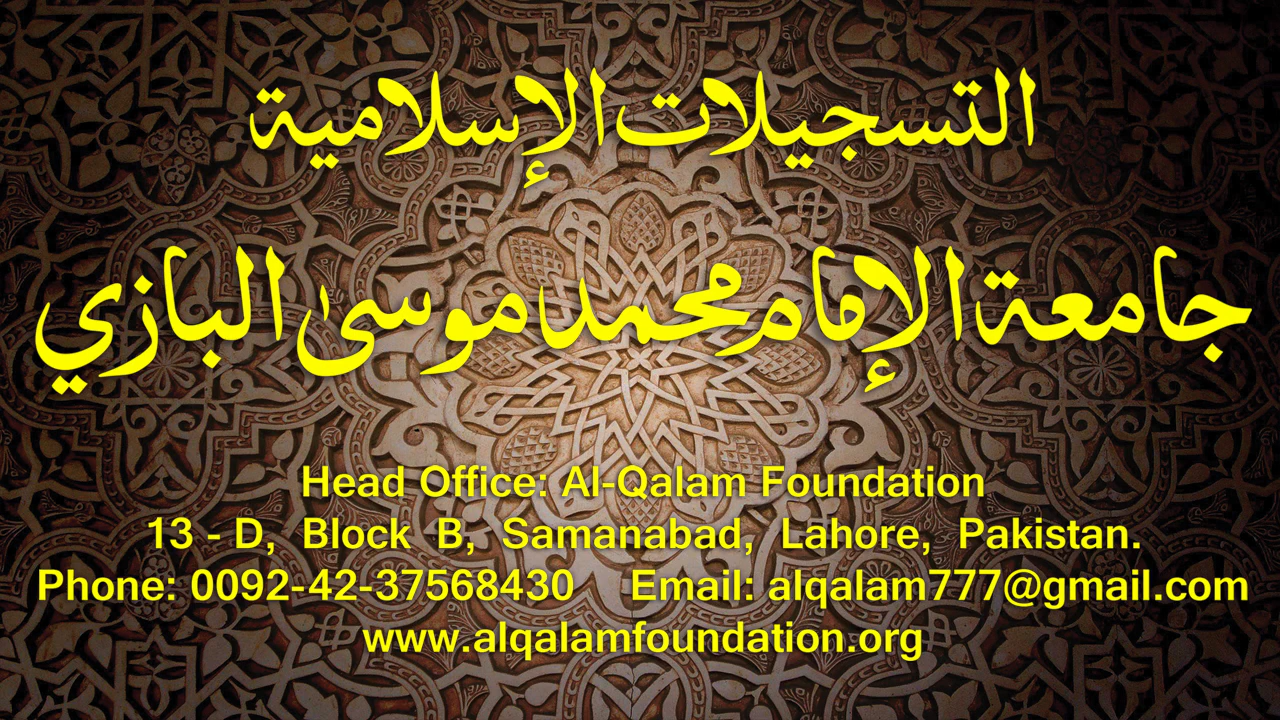 التسجيلات الإسلامية
جامعة الإمام محمد موسى البازي
Head Office: Al-Qalam Foundation
13 - D, Block B, Samanabad, Lahore, Pakistan.
Phone: 0092-42-37568430 Email: alqalam777@gmail.com
www.alqalamfoundation.org